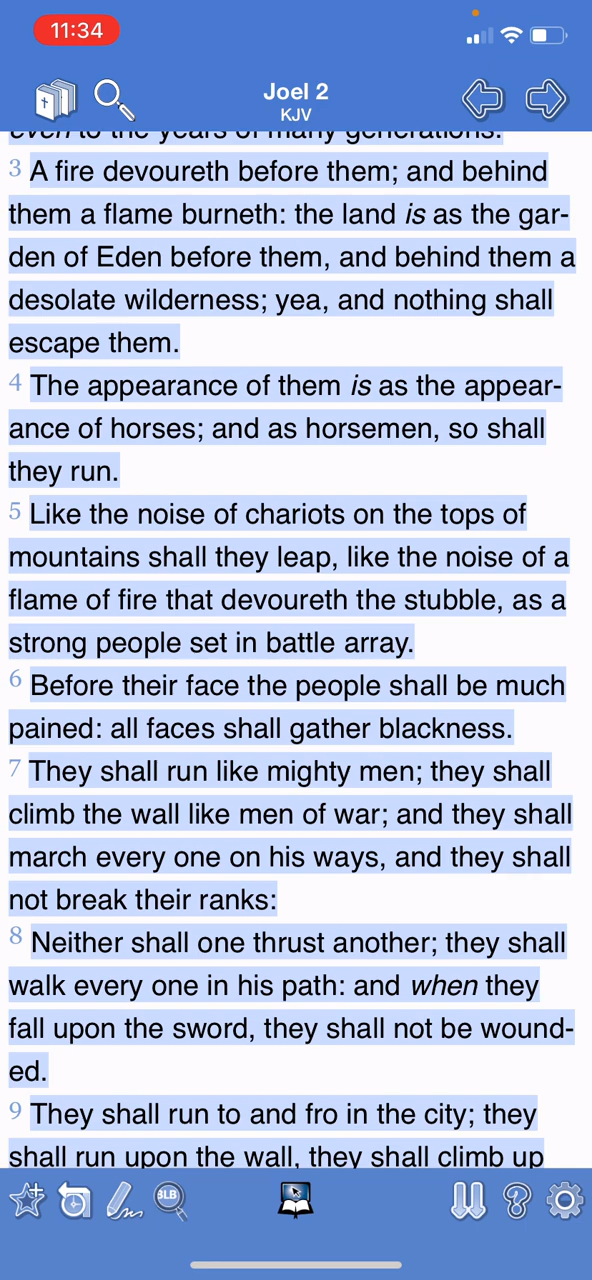 11:34
Joel 2
KJV
even to the years of many generations.
3 A fire devoureth before them; and behind
them a flame burneth: the land is as the gar-
den of Eden before them, and behind them a
desolate wilderness; yea, and nothing shall
escape them.
4 The appearance of them is as the appear-
ance of horses; and as horsemen, so shall
they run.
5 Like the noise of chariots on the tops of
mountains shall they leap, like the noise of a
flame of fire that devoureth the stubble, as a
strong people set in battle array.
6 Before their face the people shall be much
pained: all faces shall gather blackness.
7 They shall run like mighty men; they shall
climb the wall like men of war; and they shall
march every one on his ways, and they shall
not break their ranks:
8 Neither shall one thrust another; they shall
walk every one in his path: and when they
fall upon the sword, they shall not be wound-
ed.
9 They shall run to and fro in the city; they
shall run upon the wall, they shall climb up
BLB